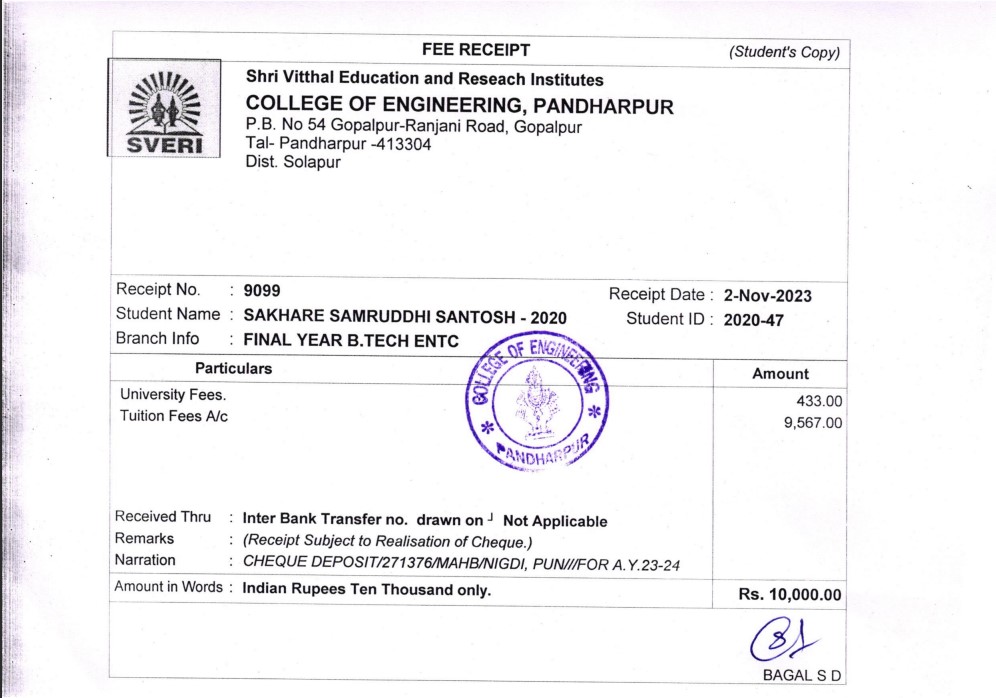 FEE RECEIPT (Student's Copy)
SVERI
Shri Vitthal Education and Reseach Institutes
COLLEGE OF ENGINEERING, PANDHARPUR
P.B. No 54 Gopalpur-Ranjani Road, Gopalpur
Tal- Pandharpur -413304
Dist. Solapur
Receipt No. : 9099 Receipt Date : 2-Nov-2023
Student Name : SAKHARE SAMRUDDHI SANTOSH - 2020 Student ID : 2020-47
Branch Info : FINAL YEAR B.TECH ENTC
COLLEGE OF ENGINEERING
* PANDHARPUR *
Particulars Amount
University Fees. 433.00
Tuition Fees A/c 9,567.00
Received Thru : Inter Bank Transfer no. drawn on ┘ Not Applicable
Remarks : (Receipt Subject to Realisation of Cheque.)
Narration : CHEQUE DEPOSIT/271376/MAHB/NIGDI, PUN///FOR A.Y.23-24
Amount in Words : Indian Rupees Ten Thousand only. Rs. 10,000.00
BAGAL S D